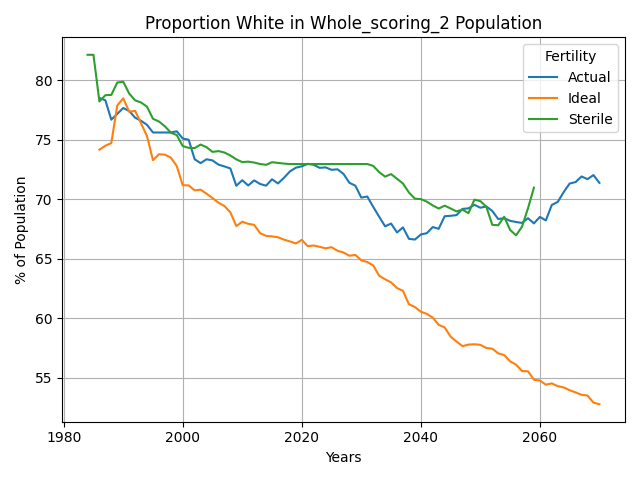 Proportion White in Whole_scoring_2 Population
% of Population
80
75
70
65
60
55
1980
2000
2020
2040
2060
Years
Fertility
Actual
Ideal
Sterile